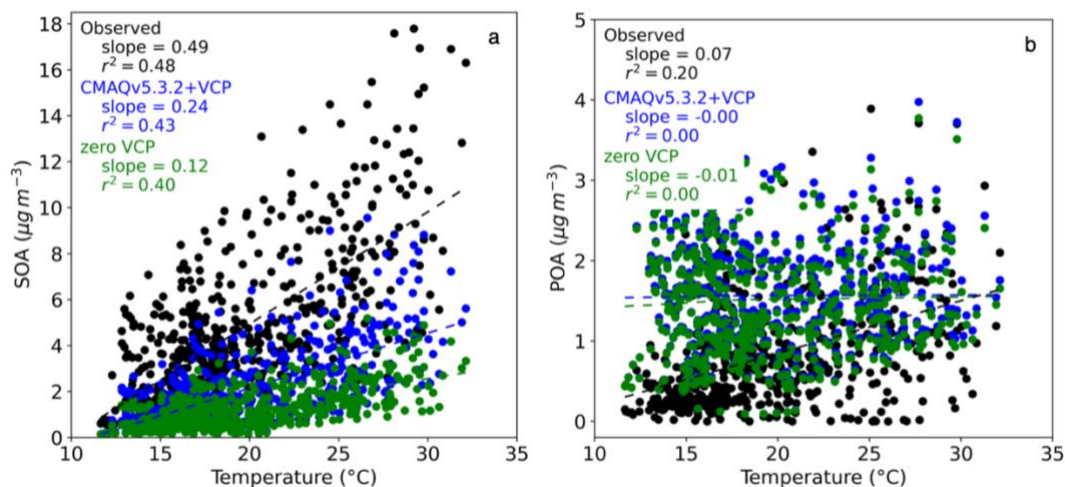 a
Observed
slope = 0.49
r² = 0.48
CMAQv5.3.2+VCP
slope = 0.24
r² = 0.43
zero VCP
slope = 0.12
r² = 0.40
18
16
14
12
10
8
6
4
2
0
SOA (μg m⁻³)
10 15 20 25 30 35
Temperature (°C)
b
Observed
slope = 0.07
r² = 0.20
CMAQv5.3.2+VCP
slope = -0.00
r² = 0.00
zero VCP
slope = -0.01
r² = 0.00
5
4
3
2
1
0
POA (μg m⁻³)
10 15 20 25 30 35
Temperature (°C)